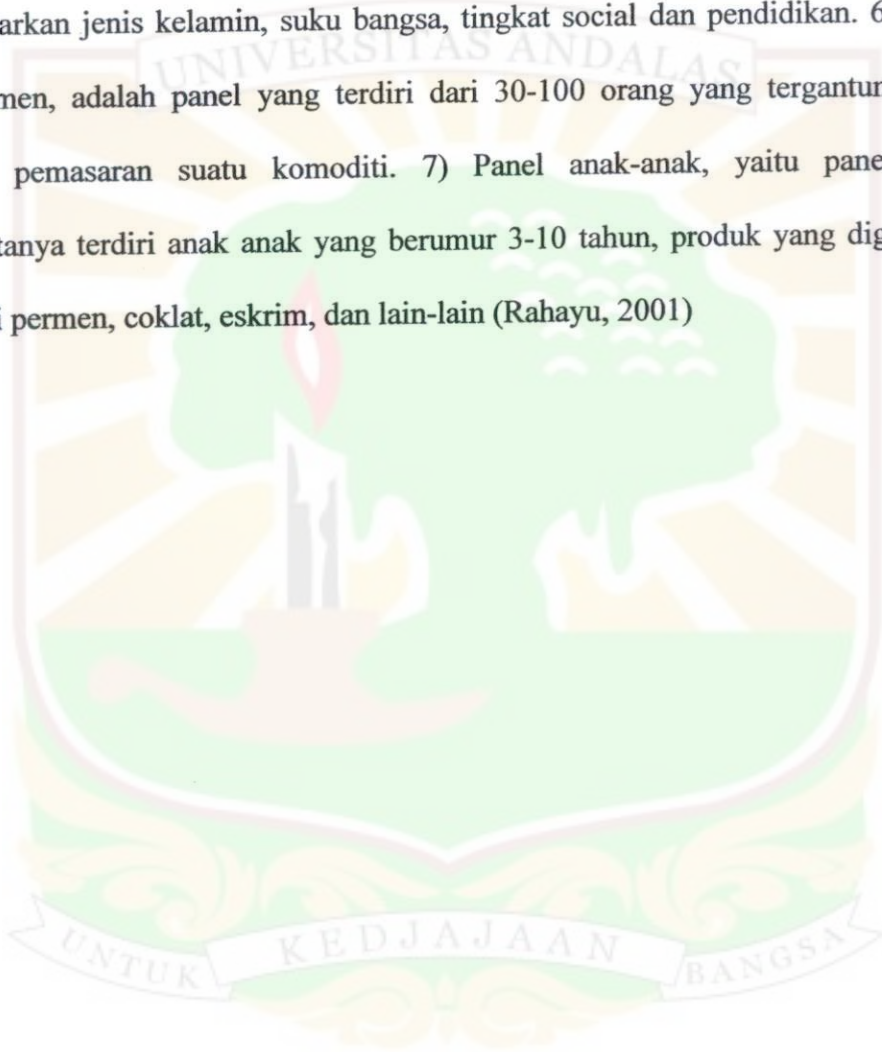 UNIVERSITAS ANDALAS
arkan jenis kelamin, suku bangsa, tingkat social dan pendidikan. 6
men, adalah panel yang terdiri dari 30-100 orang yang tergantun
pemasaran suatu komoditi. 7) Panel anak-anak, yaitu pane
tanya terdiri anak anak yang berumur 3-10 tahun, produk yang dig
i permen, coklat, eskrim, dan lain-lain (Rahayu, 2001)
UNTUK KEDJAJAAN BANGSA